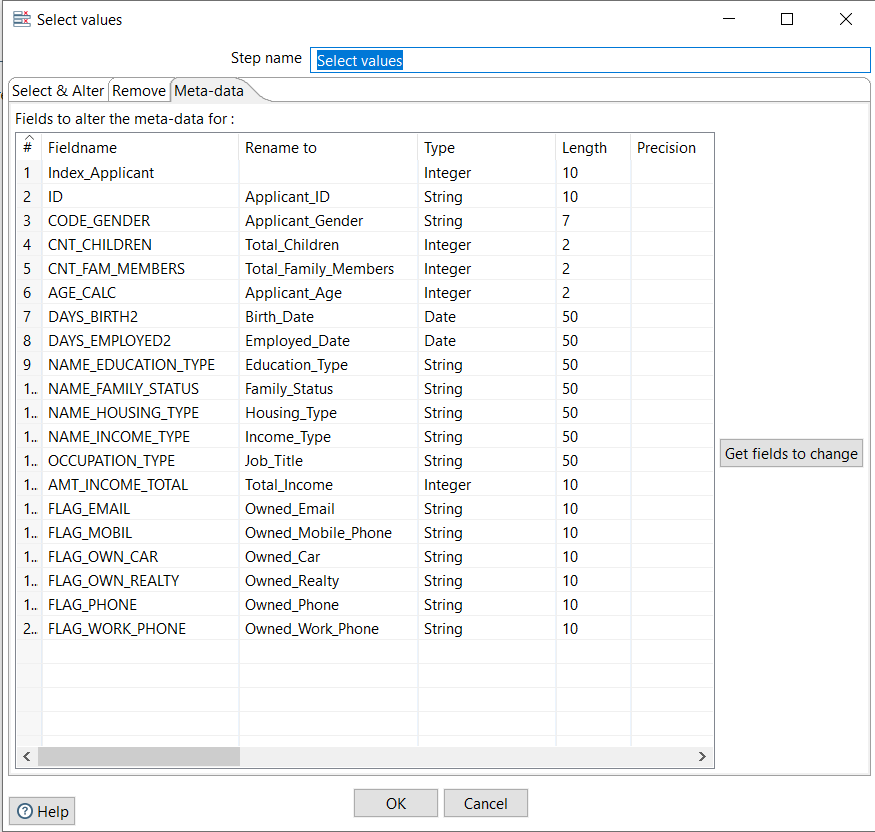 Select values
Step name Select values
Select & Alter Remove Meta-data
Fields to alter the meta-data for :
# Fieldname Rename to Type Length Precision
1 Index_Applicant Integer 10
2 ID Applicant_ID String 10
3 CODE_GENDER Applicant_Gender String 7
4 CNT_CHILDREN Total_Children Integer 2
5 CNT_FAM_MEMBERS Total_Family_Members Integer 2
6 AGE_CALC Applicant_Age Integer 2
7 DAYS_BIRTH2 Birth_Date Date 50
8 DAYS_EMPLOYED2 Employed_Date Date 50
9 NAME_EDUCATION_TYPE Education_Type String 50
1.. NAME_FAMILY_STATUS Family_Status String 50
1.. NAME_HOUSING_TYPE Housing_Type String 50
1.. NAME_INCOME_TYPE Income_Type String 50
1.. OCCUPATION_TYPE Job_Title String 50
Get fields to change
1.. AMT_INCOME_TOTAL Total_Income Integer 10
1.. FLAG_EMAIL Owned_Email String 10
1.. FLAG_MOBIL Owned_Mobile_Phone String 10
1.. FLAG_OWN_CAR Owned_Car String 10
1.. FLAG_OWN_REALTY Owned_Realty String 10
1.. FLAG_PHONE Owned_Phone String 10
2.. FLAG_WORK_PHONE Owned_Work_Phone String 10
Help OK Cancel